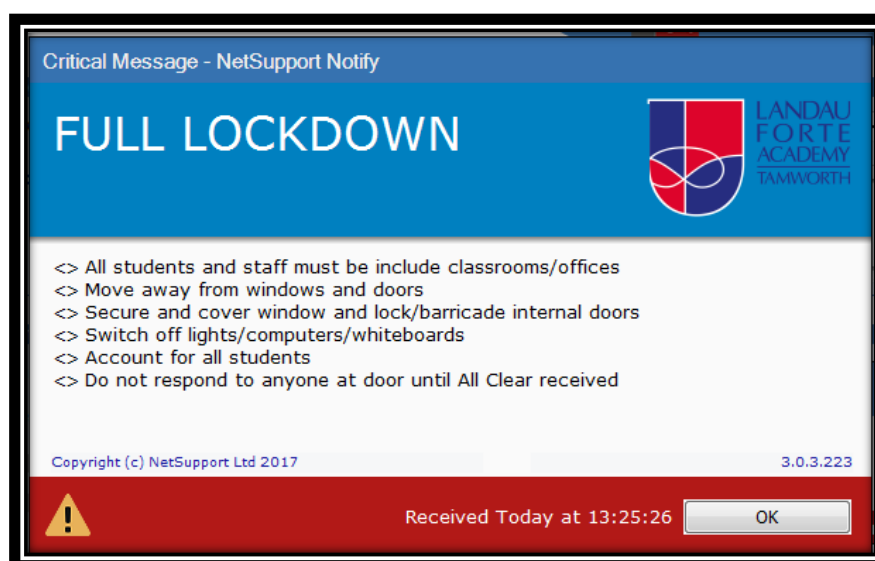 Critical Message - NetSupport Notify
FULL LOCKDOWN
LANDAU
FORTE
ACADEMY
TAMWORTH
<> All students and staff must be include classrooms/offices
<> Move away from windows and doors
<> Secure and cover window and lock/barricade internal doors
<> Switch off lights/computers/whiteboards
<> Account for all students
<> Do not respond to anyone at door until All Clear received
Copyright (c) NetSupport Ltd 2017
3.0.3.223
Received Today at 13:25:26
OK